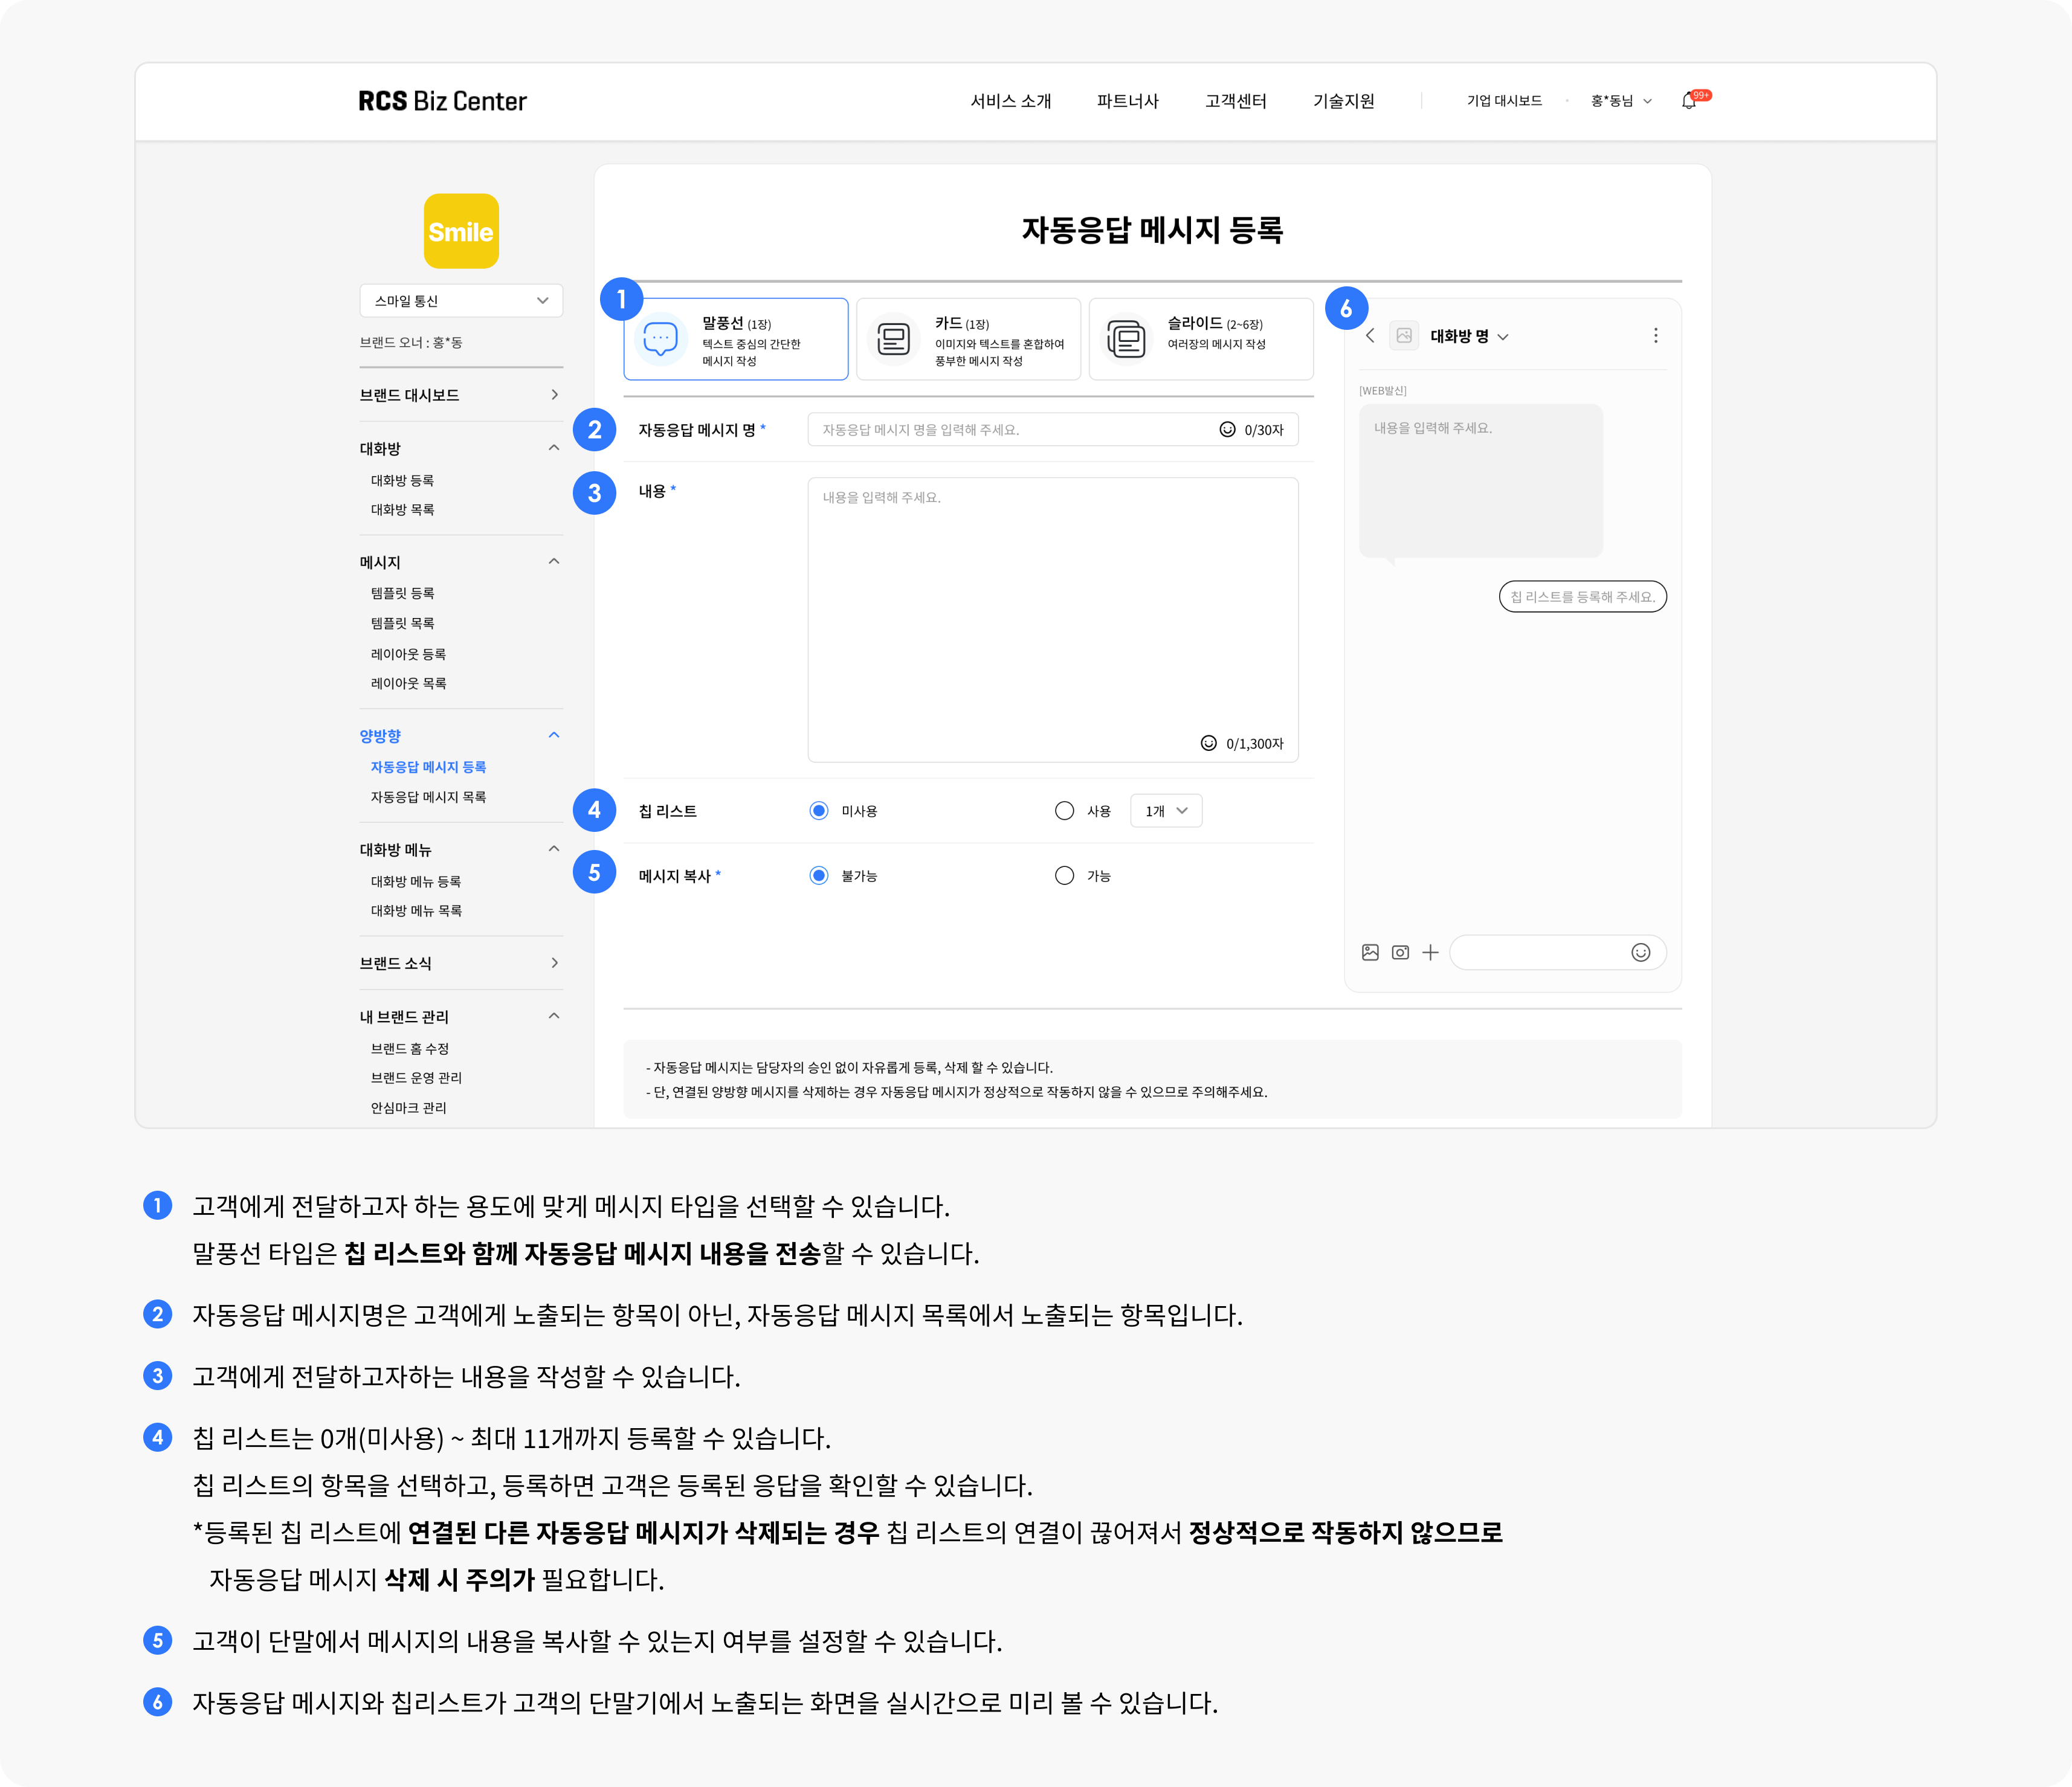 RCS Biz Center
서비스 소개
파트너사
고객센터
기술지원
기업 대시보드
홍*동님
99+
Smile
스마일 통신
브랜드 오너 : 홍*동
브랜드 대시보드
대화방
대화방 등록
대화방 목록
메시지
템플릿 등록
템플릿 목록
레이아웃 등록
레이아웃 목록
양방향
자동응답 메시지 등록
자동응답 메시지 목록
대화방 메뉴
대화방 메뉴 등록
대화방 메뉴 목록
브랜드 소식
내 브랜드 관리
브랜드 홈 수정
브랜드 운영 관리
안심마크 관리
자동응답 메시지 등록
1
말풍선 (1장)
텍스트 중심의 간단한
메시지 작성
카드 (1장)
이미지와 텍스트를 혼합하여
풍부한 메시지 작성
슬라이드 (2~6장)
여러장의 메시지 작성
2
자동응답 메시지 명 *
자동응답 메시지 명을 입력해 주세요.
0/30자
3
내용 *
내용을 입력해 주세요.
0/1,300자
4
칩 리스트
미사용
사용
1개
5
메시지 복사 *
불가능
가능
6
대화방 명
[WEB발신]
내용을 입력해 주세요.
칩 리스트를 등록해 주세요.
- 자동응답 메시지는 담당자의 승인 없이 자유롭게 등록, 삭제 할 수 있습니다.
- 단, 연결된 양방향 메시지를 삭제하는 경우 자동응답 메시지가 정상적으로 작동하지 않을 수 있으므로 주의해주세요.
1 고객에게 전달하고자 하는 용도에 맞게 메시지 타입을 선택할 수 있습니다.
말풍선 타입은 칩 리스트와 함께 자동응답 메시지 내용을 전송할 수 있습니다.
2 자동응답 메시지명은 고객에게 노출되는 항목이 아닌, 자동응답 메시지 목록에서 노출되는 항목입니다.
3 고객에게 전달하고자하는 내용을 작성할 수 있습니다.
4 칩 리스트는 0개(미사용) ~ 최대 11개까지 등록할 수 있습니다.
칩 리스트의 항목을 선택하고, 등록하면 고객은 등록된 응답을 확인할 수 있습니다.
*등록된 칩 리스트에 연결된 다른 자동응답 메시지가 삭제되는 경우 칩 리스트의 연결이 끊어져서 정상적으로 작동하지 않으므로
자동응답 메시지 삭제 시 주의가 필요합니다.
5 고객이 단말에서 메시지의 내용을 복사할 수 있는지 여부를 설정할 수 있습니다.
6 자동응답 메시지와 칩리스트가 고객의 단말기에서 노출되는 화면을 실시간으로 미리 볼 수 있습니다.